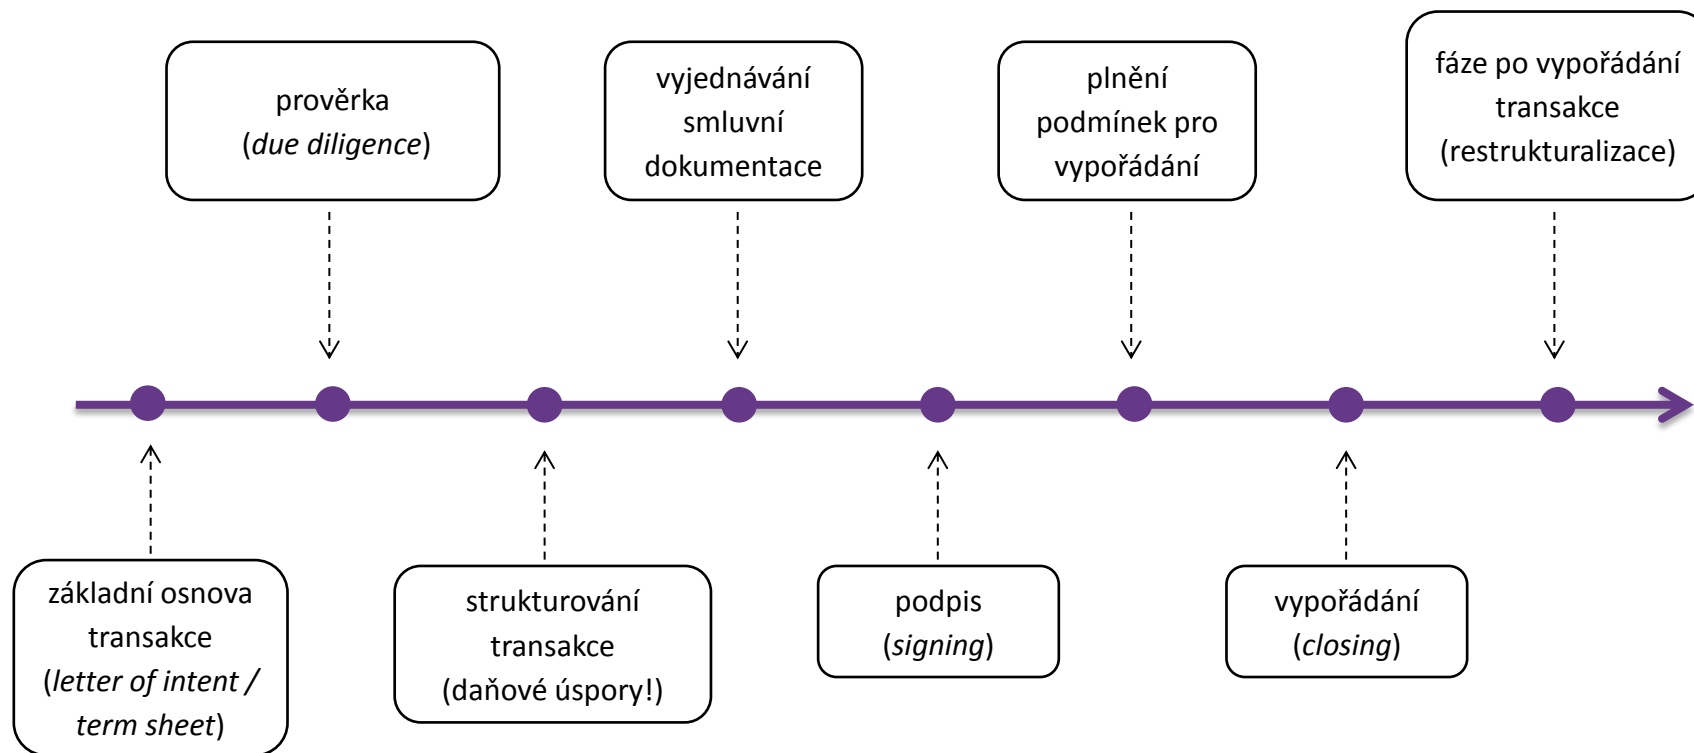 prověrka
(due diligence)
vyjednávání
smluvní
dokumentace
plnění
podmínek pro
vypořádání
fáze po vypořádání
transakce
(restrukturalizace)
základní osnova
transakce
(letter of intent /
term sheet)
strukturování
transakce
(daňové úspory!)
podpis
(signing)
vypořádání
(closing)